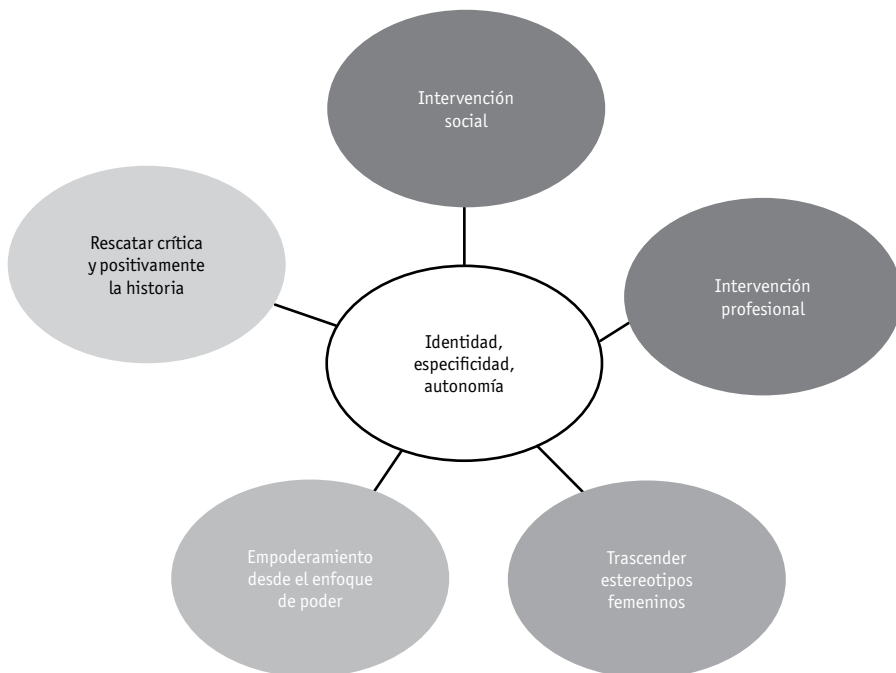 Intervención
social
Rescatar crítica
y positivamente
la historia
Intervención
profesional
Identidad,
especificidad,
autonomía
Empoderamiento
desde el enfoque
de poder
Trascender
estereotipos
femeninos